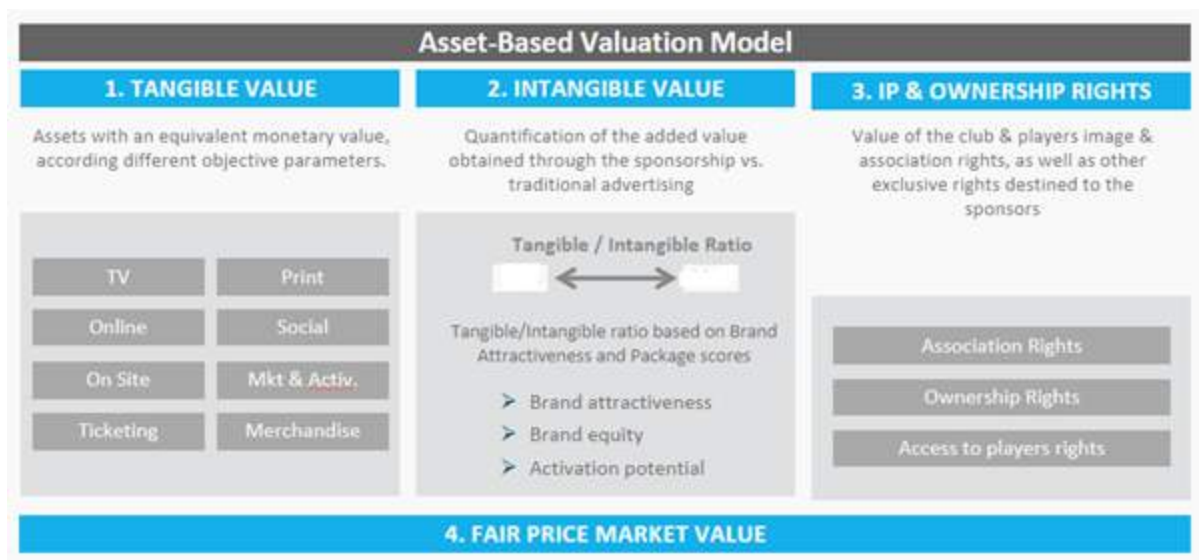 Asset-Based Valuation Model
1. TANGIBLE VALUE
Assets with an equivalent monetary value,
according different objective parameters.
TV
Print
Online
Social
On Site
Mkt & Activ.
Ticketing
Merchandise
2. INTANGIBLE VALUE
Quantification of the added value
obtained through the sponsorship vs.
traditional advertising
Tangible / Intangible Ratio
Tangible/Intangible ratio based on Brand
Attractiveness and Package scores
➢ Brand attractiveness
➢ Brand equity
➢ Activation potential
3. IP & OWNERSHIP RIGHTS
Value of the club & players image &
association rights, as well as other
exclusive rights destined to the
sponsors
Association Rights
Ownership Rights
Access to players rights
4. FAIR PRICE MARKET VALUE